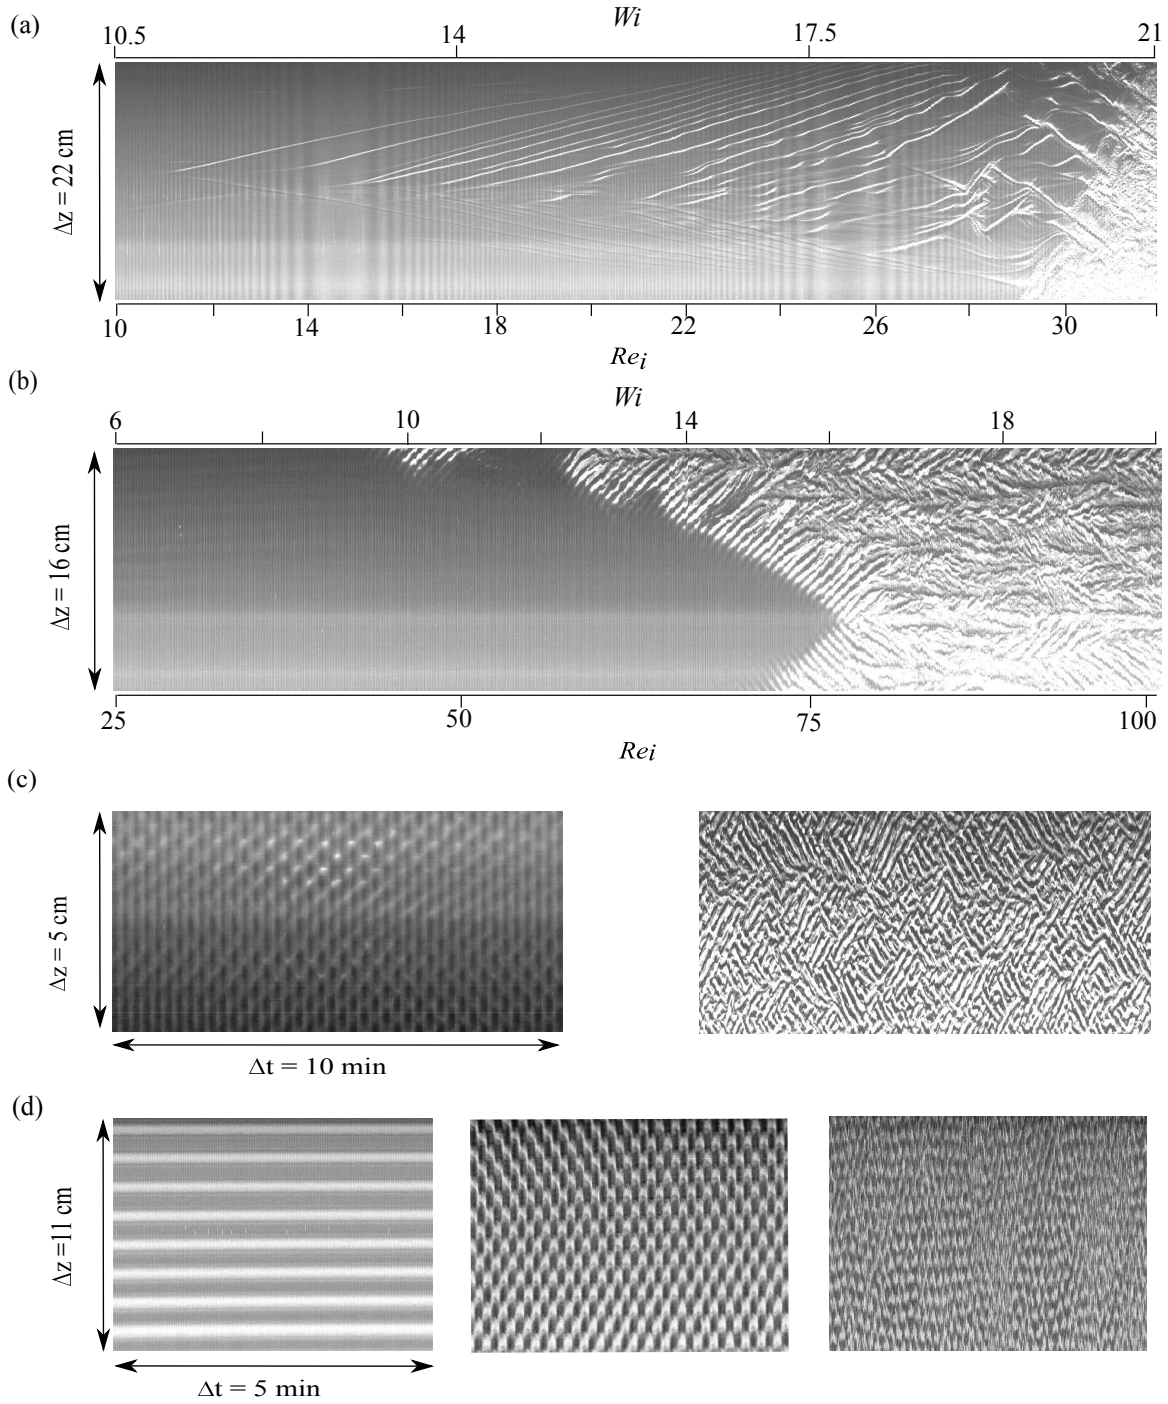 (a)
Wi
10.5 14 17.5 21
Δz = 22 cm
10 14 18 22 26 30
Re_i
(b)
Wi
6 10 14 18
Δz = 16 cm
25 50 75 100
Re_i
(c)
Δz = 5 cm
Δt = 10 min
(d)
Δz =11 cm
Δt = 5 min